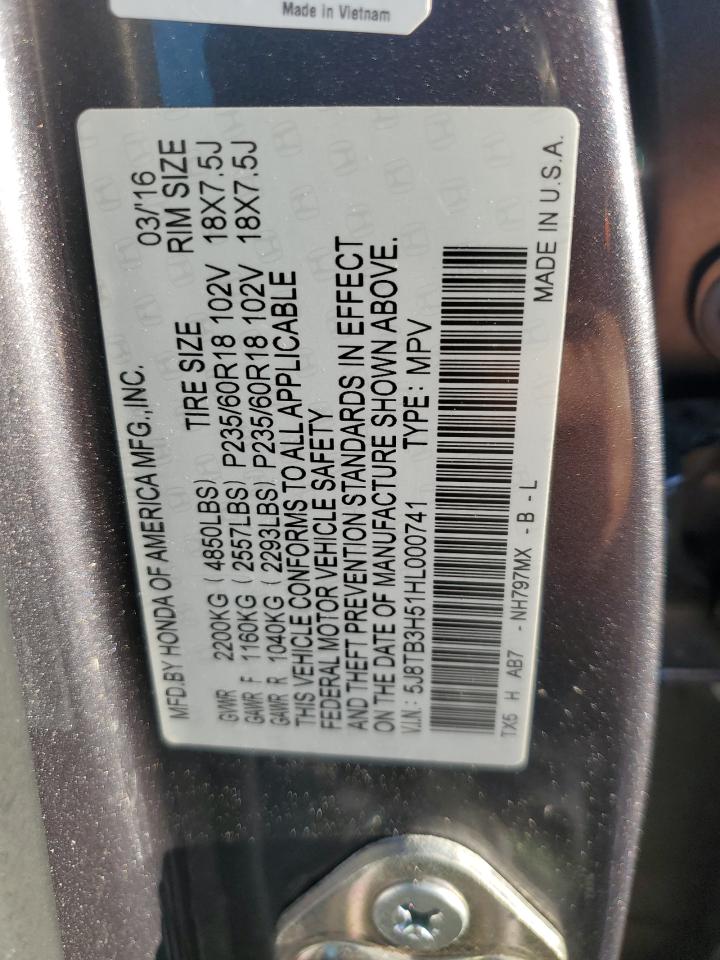 Made in Vietnam
MFD.BY HONDA OF AMERICA MFG.,INC. 03/'16
TIRE SIZE RIM SIZE
GVWR 2200KG ( 4850LBS)
GAWR F 1160KG ( 2557LBS) P235/60R18 102V 18X7.5J
GAWR R 1040KG ( 2293LBS) P235/60R18 102V 18X7.5J
THIS VEHICLE CONFORMS TO ALL APPLICABLE
FEDERAL MOTOR VEHICLE SAFETY
AND THEFT PREVENTION STANDARDS IN EFFECT
ON THE DATE OF MANUFACTURE SHOWN ABOVE.
V.I.N.: 5J8TB3H51HL000741 TYPE: MPV
TX5 H AB7 - NH797MX - B - L
MADE IN U.S.A.